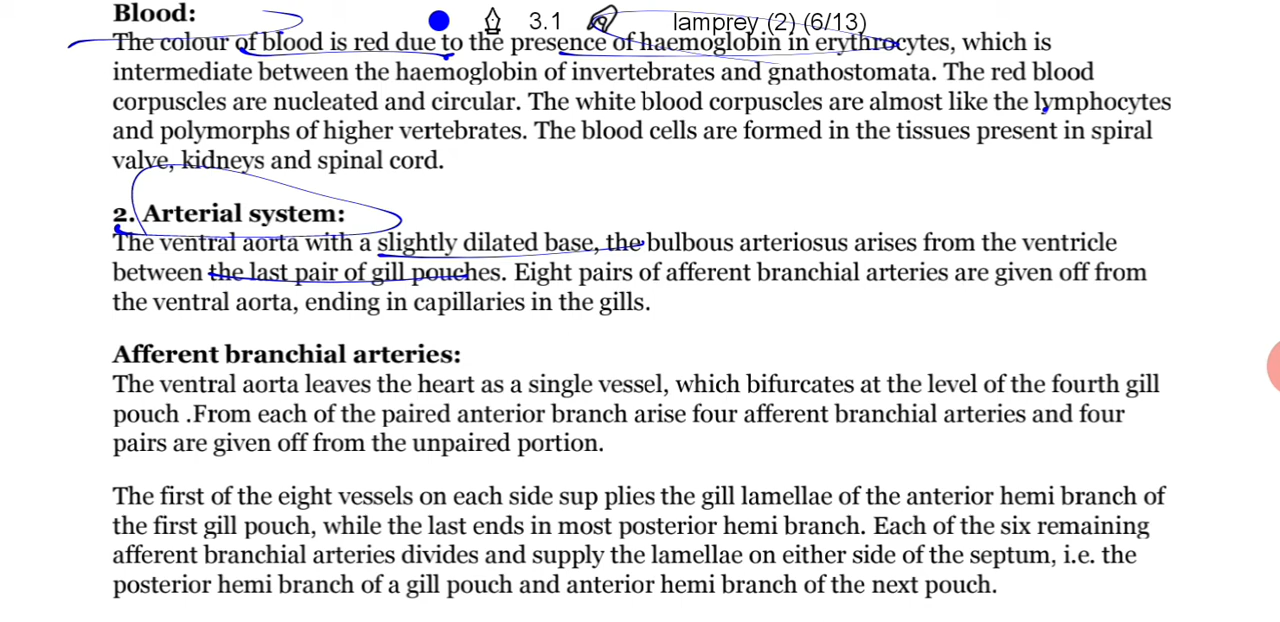 Blood:
3.1 lamprey (2) (6/13)
The colour of blood is red due to the presence of haemoglobin in erythrocytes, which is
intermediate between the haemoglobin of invertebrates and gnathostomata. The red blood
corpuscles are nucleated and circular. The white blood corpuscles are almost like the lymphocytes
and polymorphs of higher vertebrates. The blood cells are formed in the tissues present in spiral
valve, kidneys and spinal cord.
2. Arterial system:
The ventral aorta with a slightly dilated base, the bulbous arteriosus arises from the ventricle
between the last pair of gill pouches. Eight pairs of afferent branchial arteries are given off from
the ventral aorta, ending in capillaries in the gills.
Afferent branchial arteries:
The ventral aorta leaves the heart as a single vessel, which bifurcates at the level of the fourth gill
pouch .From each of the paired anterior branch arise four afferent branchial arteries and four
pairs are given off from the unpaired portion.
The first of the eight vessels on each side sup plies the gill lamellae of the anterior hemi branch of
the first gill pouch, while the last ends in most posterior hemi branch. Each of the six remaining
afferent branchial arteries divides and supply the lamellae on either side of the septum, i.e. the
posterior hemi branch of a gill pouch and anterior hemi branch of the next pouch.